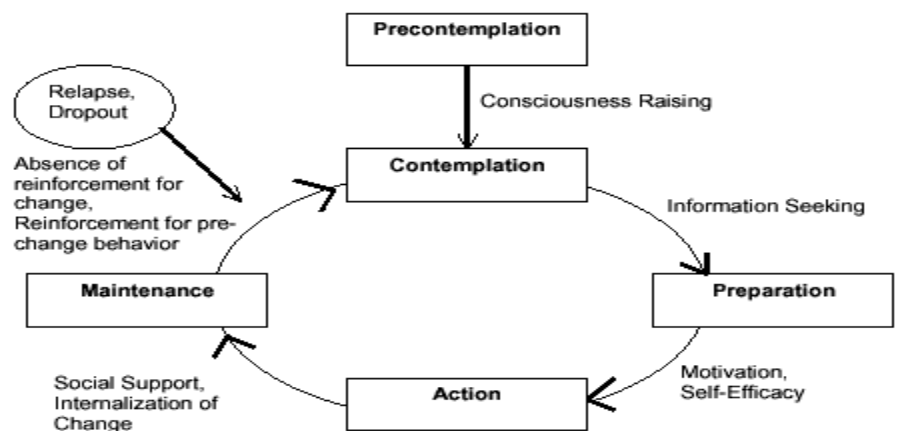 Precontemplation
Consciousness Raising
Relapse,
Dropout
Contemplation
Absence of
reinforcement for
change,
Reinforcement for pre-
change behavior
Information Seeking
Maintenance
Preparation
Motivation,
Self-Efficacy
Action
Social Support,
Internalization of
Change